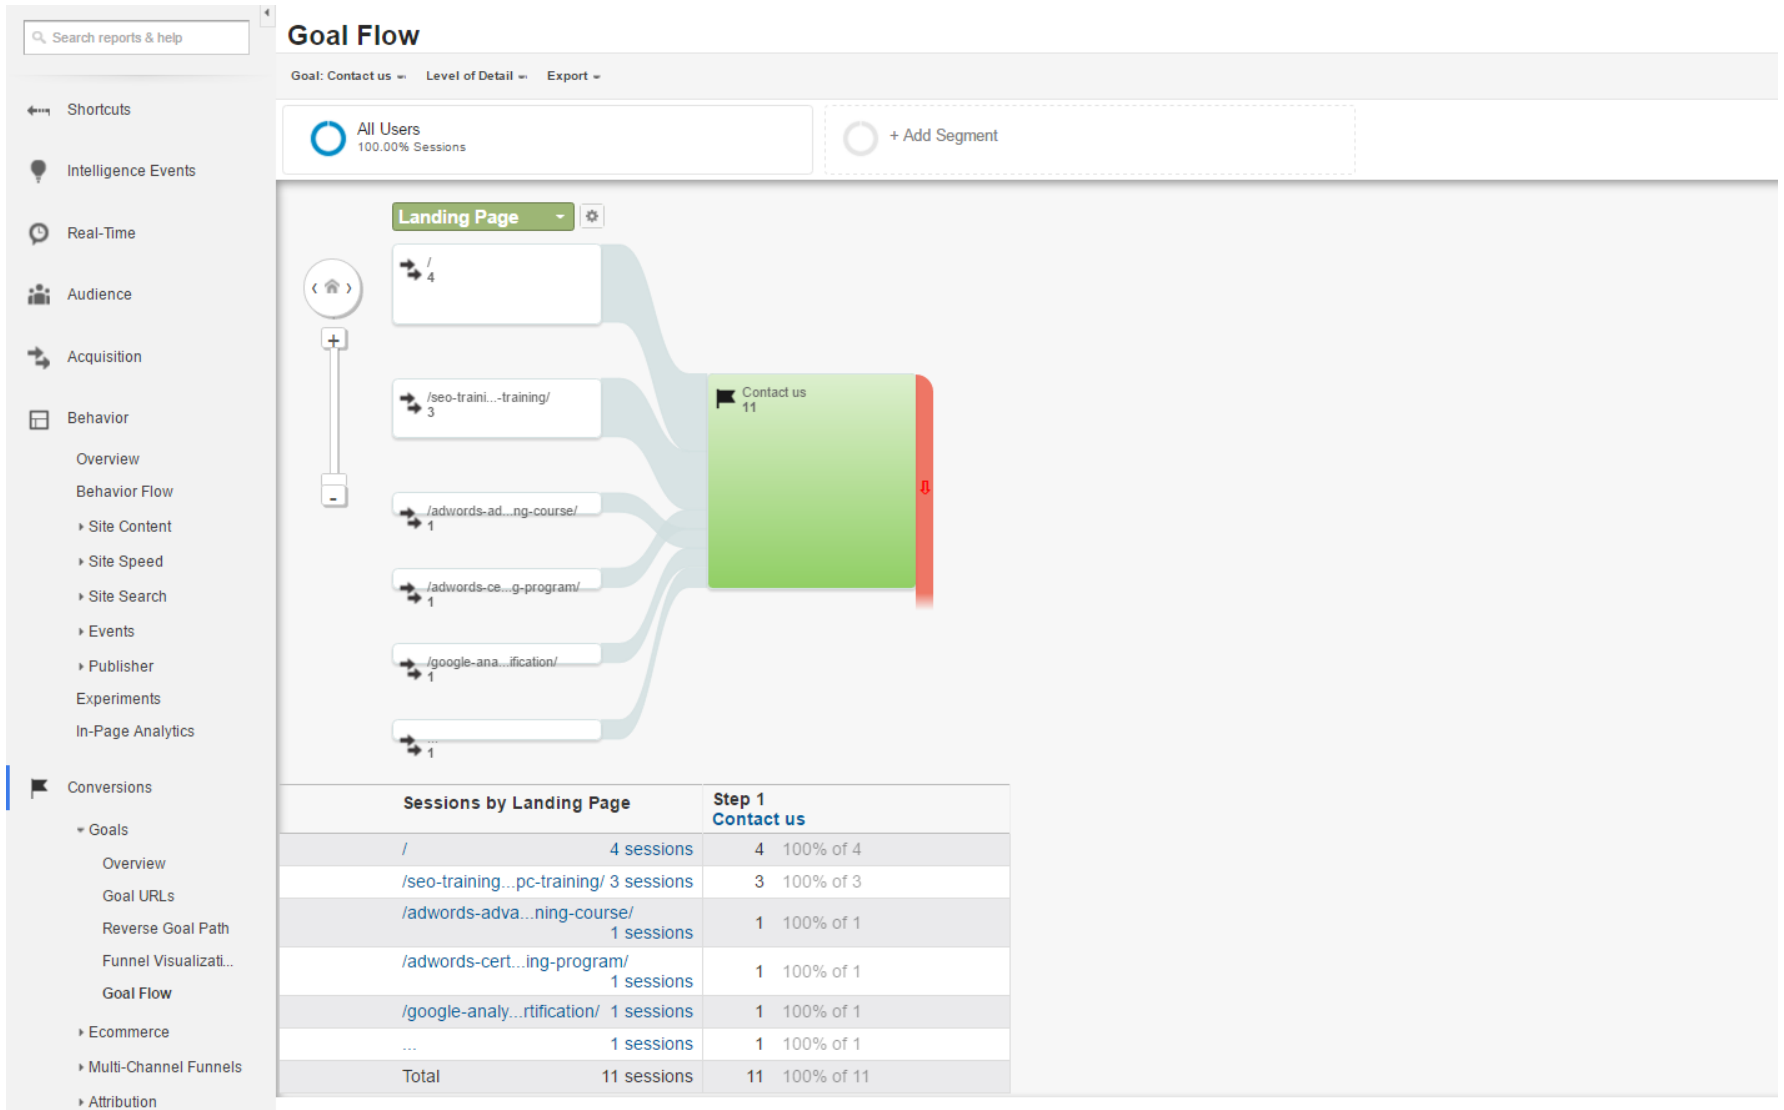 Search reports & help
Shortcuts
Intelligence Events
Real-Time
Audience
Acquisition
Behavior
Overview
Behavior Flow
Site Content
Site Speed
Site Search
Events
Publisher
Experiments
In-Page Analytics
Conversions
Goals
Overview
Goal URLs
Reverse Goal Path
Funnel Visualizati...
Goal Flow
Ecommerce
Multi-Channel Funnels
Attribution
Goal Flow
Goal: Contact us Level of Detail Export
All Users
100.00% Sessions
+ Add Segment
Landing Page
/
4
/seo-traini...-training/
3
/adwords-ad...ng-course/
1
/adwords-ce...g-program/
1
/google-ana...ification/
1
...
1
Contact us
11
+
-
Sessions by Landing Page Step 1
Contact us
/ 4 sessions 4 100% of 4
/seo-training...pc-training/ 3 sessions 3 100% of 3
/adwords-adva...ning-course/
1 sessions 1 100% of 1
/adwords-cert...ing-program/
1 sessions 1 100% of 1
/google-analy...rtification/ 1 sessions 1 100% of 1
... 1 sessions 1 100% of 1
Total 11 sessions 11 100% of 11